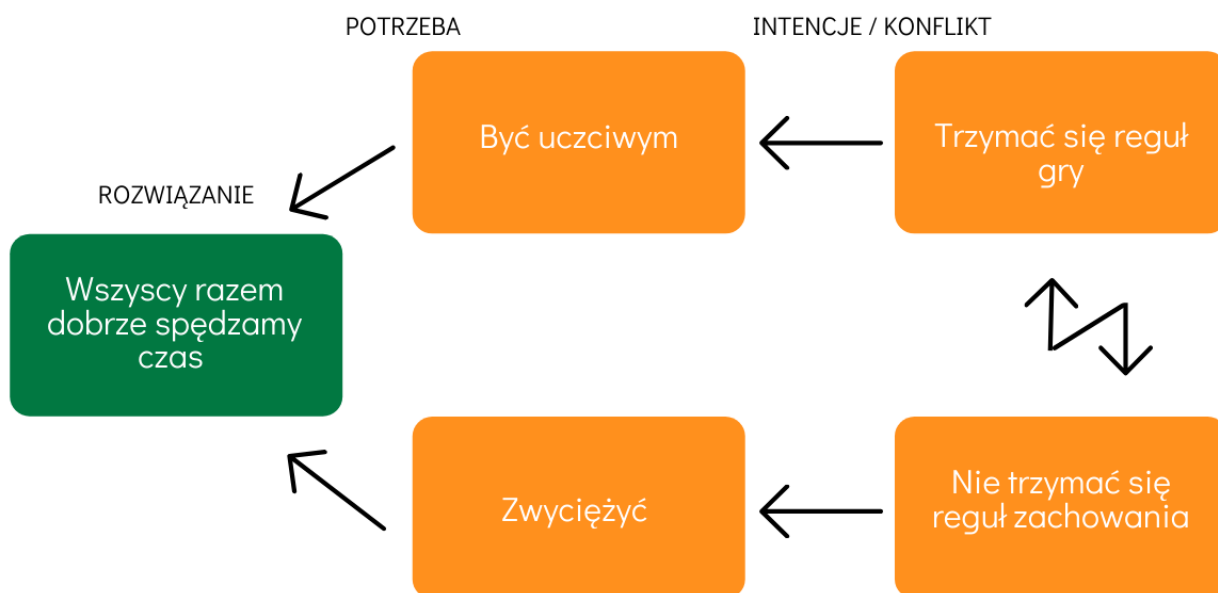 POTRZEBA
INTENCJE / KONFLIKT
Być uczciwym
Trzymać się reguł
gry
ROZWIĄZANIE
Wszyscy razem
dobrze spędzamy
czas
Zwyciężyć
Nie trzymać się
reguł zachowania